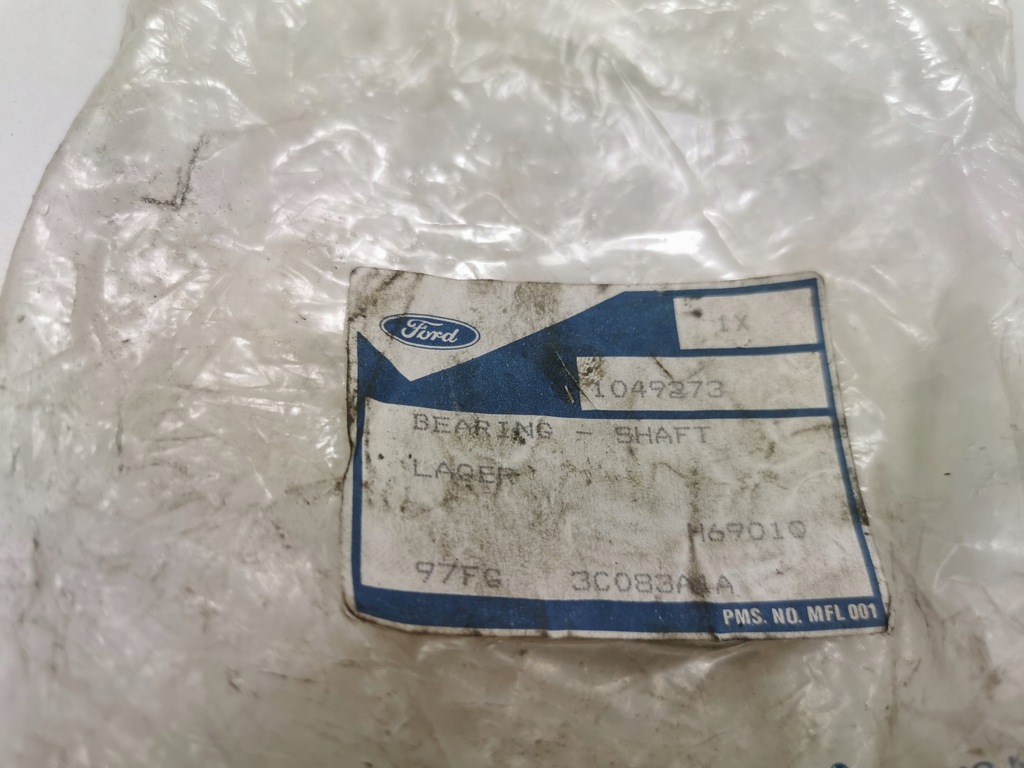 Ford
1X
1049273
BEARING - SHAFT
LAGER
M69010
97FG 3C083A1A
PMS. NO. MFL 001